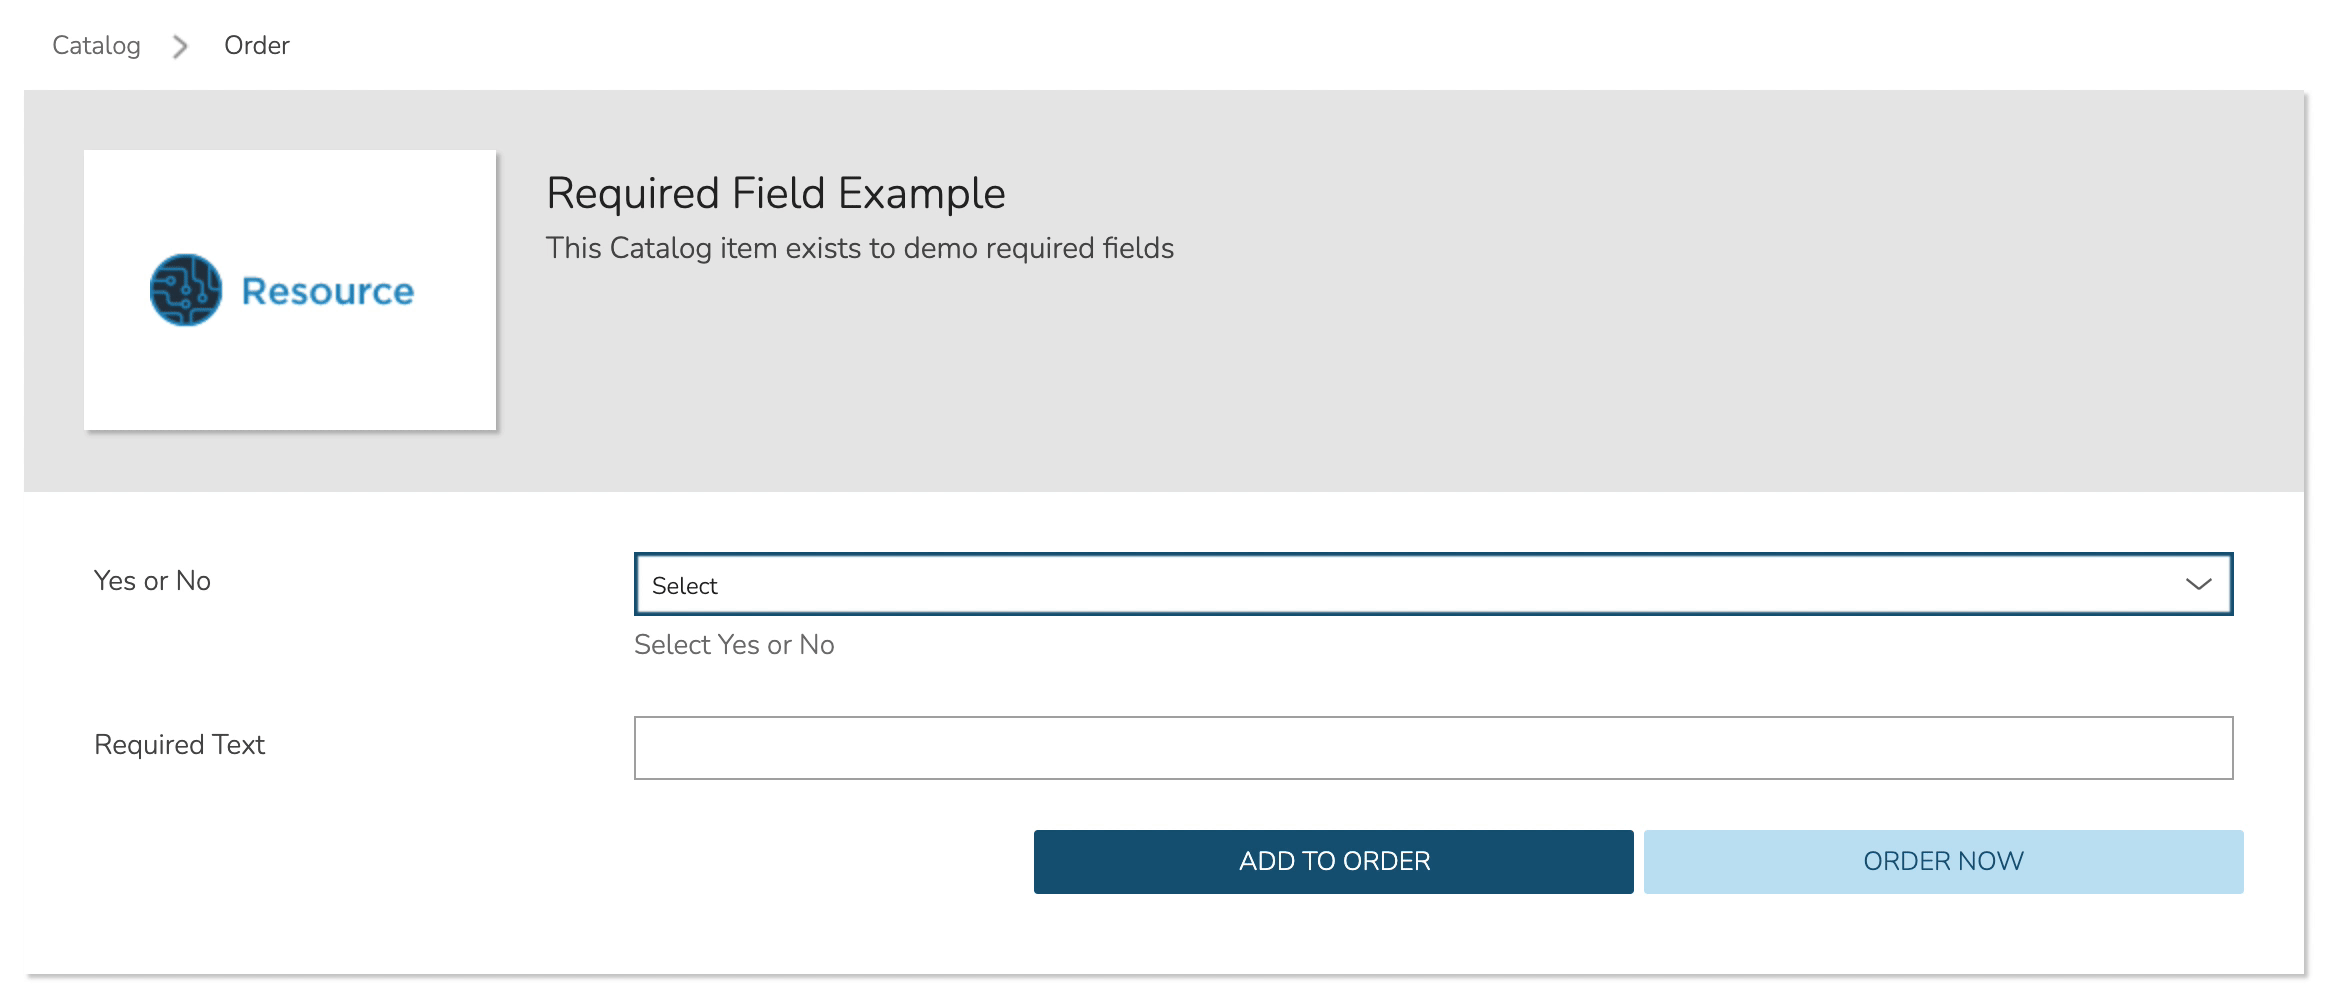 Catalog > Order
Required Field Example
This Catalog item exists to demo required fields
Resource
Yes or No
Select
Select Yes or No
Required Text
ADD TO ORDER
ORDER NOW